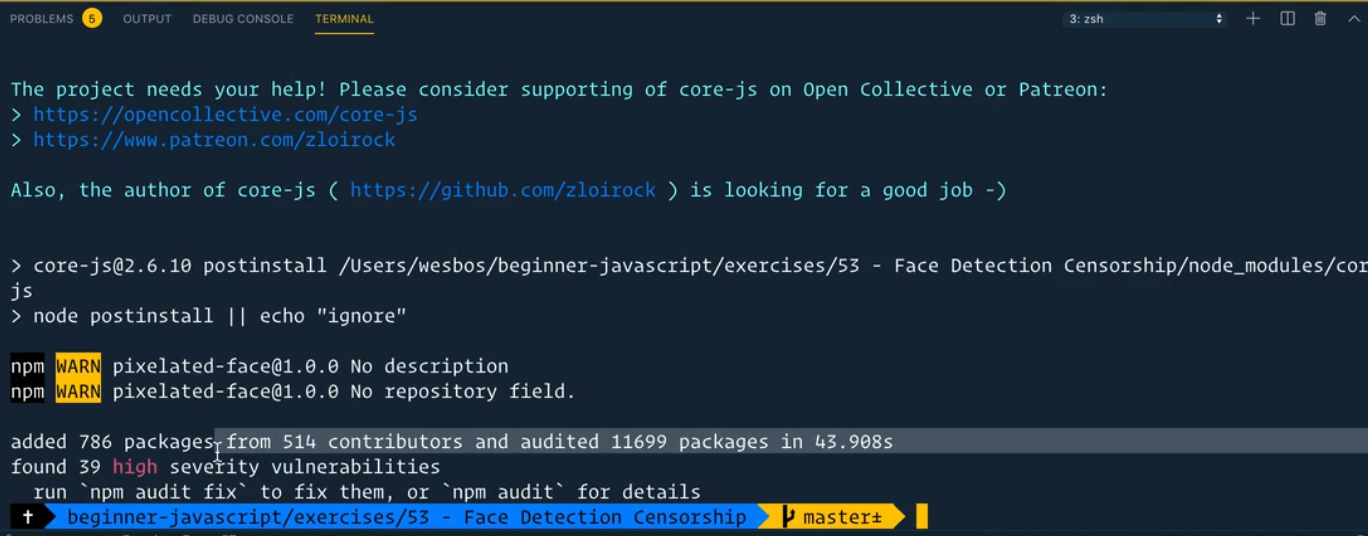 PROBLEMS 5 OUTPUT DEBUG CONSOLE TERMINAL 3: zsh
The project needs your help! Please consider supporting of core-js on Open Collective or Patreon:
> https://opencollective.com/core-js
> https://www.patreon.com/zloirock
Also, the author of core-js ( https://github.com/zloirock ) is looking for a good job -)
> core-js@2.6.10 postinstall /Users/wesbos/beginner-javascript/exercises/53 - Face Detection Censorship/node_modules/cor
js
> node postinstall || echo "ignore"
npm WARN pixelated-face@1.0.0 No description
npm WARN pixelated-face@1.0.0 No repository field.
added 786 packages from 514 contributors and audited 11699 packages in 43.908s
found 39 high severity vulnerabilities
run `npm audit fix` to fix them, or `npm audit` for details
beginner-javascript/exercises/53 - Face Detection Censorship master±